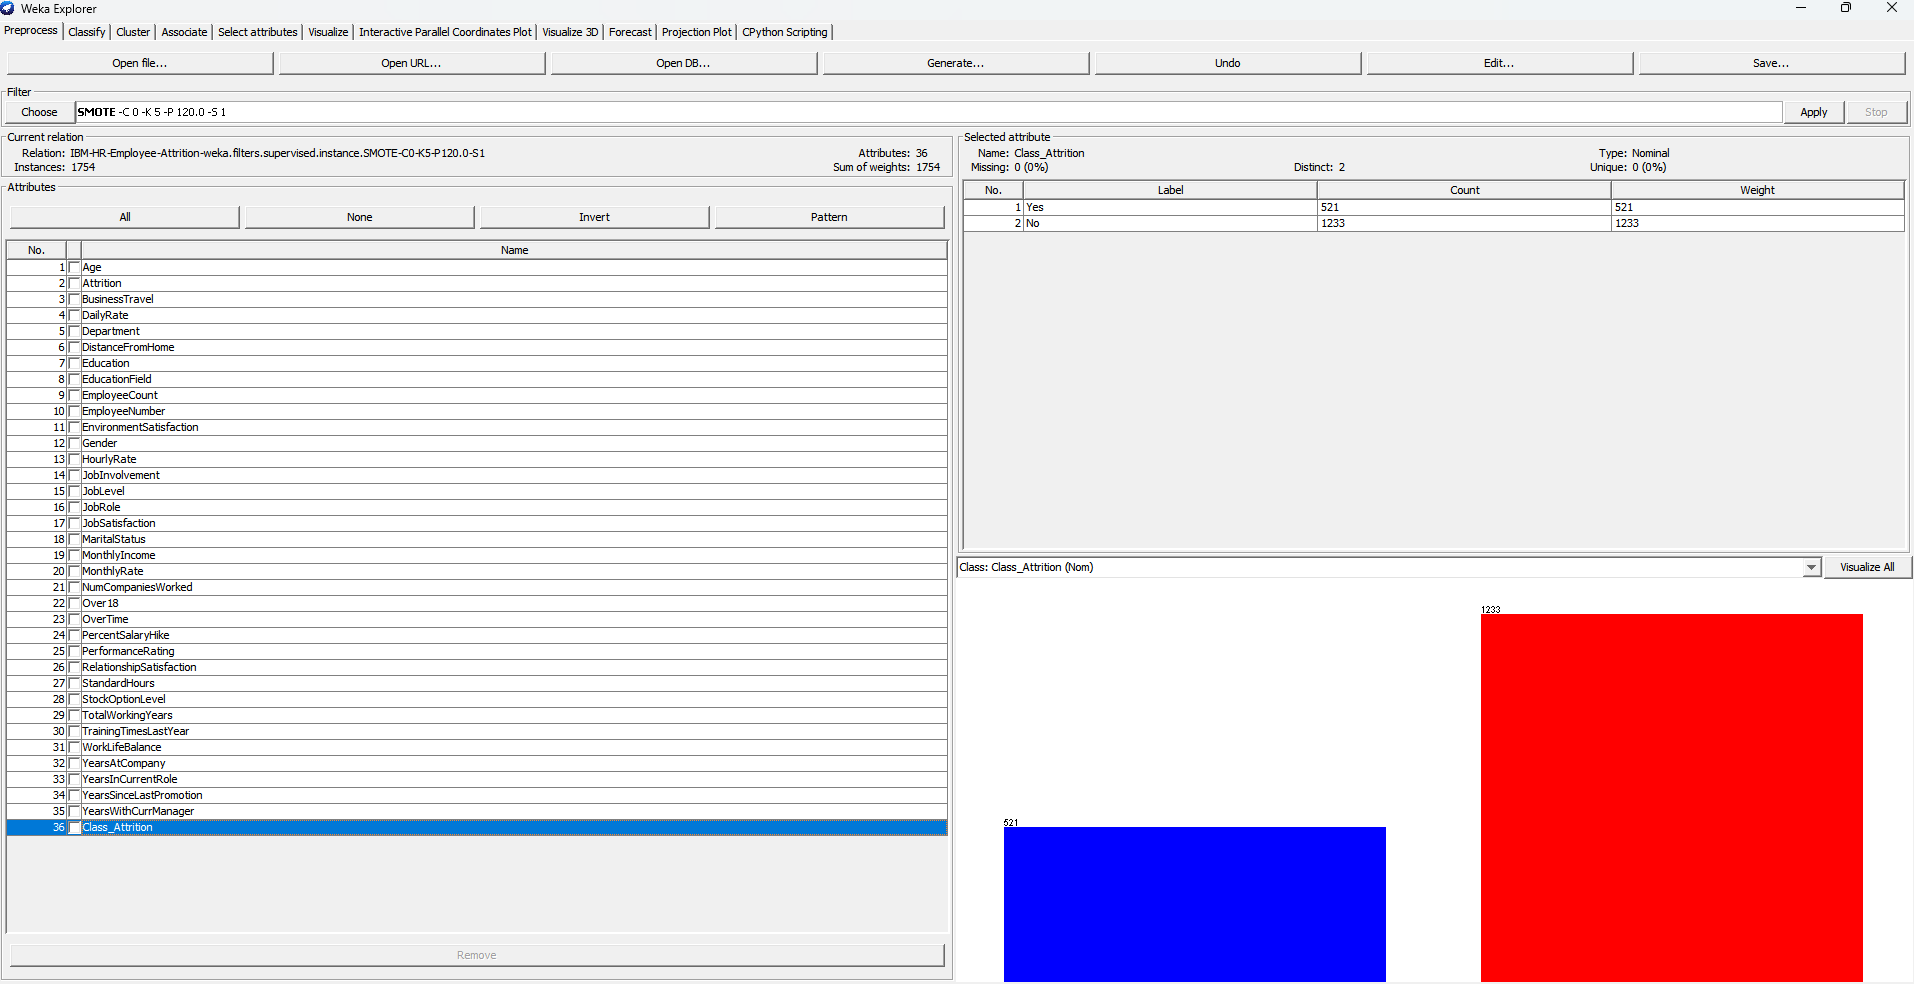 Weka Explorer
Preprocess Classify Cluster Associate Select attributes Visualize Interactive Parallel Coordinates Plot Visualize 3D Forecast Projection Plot CPython Scripting
Open file... Open URL... Open DB... Generate... Undo Edit... Save...
Filter
Choose SMOTE -C 0 -K 5 -P 120.0 -S 1 Apply Stop
Current relation
Relation: IBM-HR-Employee-Attrition-weka.filters.supervised.instance.SMOTE-C0-K5-P120.0-S1 Attributes: 36
Instances: 1754 Sum of weights: 1754
Attributes
All None Invert Pattern
No. Name
1 Age
2 Attrition
3 BusinessTravel
4 DailyRate
5 Department
6 DistanceFromHome
7 Education
8 EducationField
9 EmployeeCount
10 EmployeeNumber
11 EnvironmentSatisfaction
12 Gender
13 HourlyRate
14 JobInvolvement
15 JobLevel
16 JobRole
17 JobSatisfaction
18 MaritalStatus
19 MonthlyIncome
20 MonthlyRate
21 NumCompaniesWorked
22 Over18
23 OverTime
24 PercentSalaryHike
25 PerformanceRating
26 RelationshipSatisfaction
27 StandardHours
28 StockOptionLevel
29 TotalWorkingYears
30 TrainingTimesLastYear
31 WorkLifeBalance
32 YearsAtCompany
33 YearsInCurrentRole
34 YearsSinceLastPromotion
35 YearsWithCurrManager
36 Class_Attrition
Remove
Selected attribute
Name: Class_Attrition Type: Nominal
Missing: 0 (0%) Distinct: 2 Unique: 0 (0%)
No. Label Count Weight
1 Yes 521 521
2 No 1233 1233
Class: Class_Attrition (Nom) Visualize All
1233
521